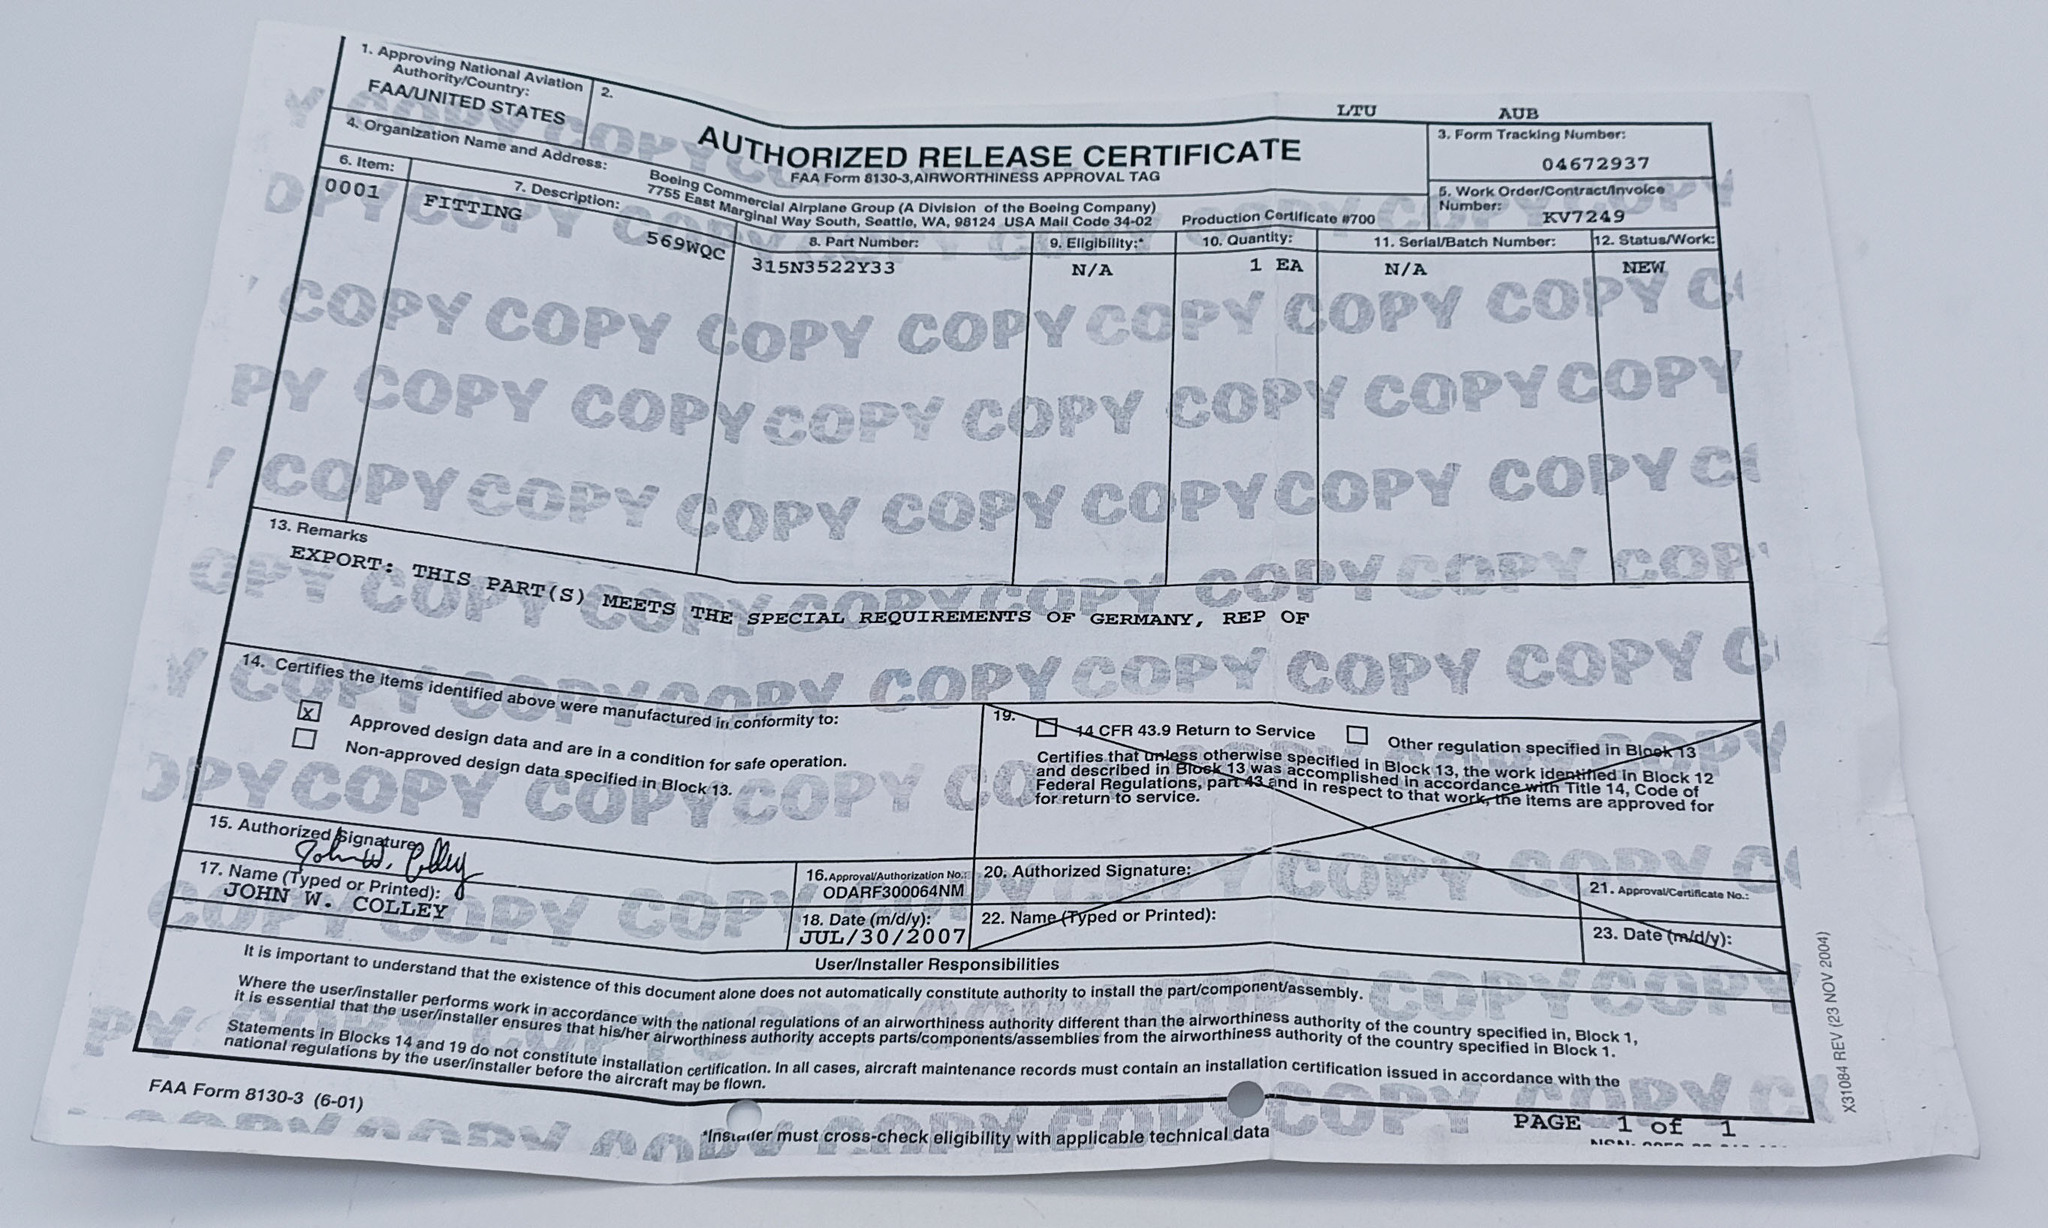 LTU AUB
1. Approving National Aviation
Authority/Country:
FAA/UNITED STATES
2.
AUTHORIZED RELEASE CERTIFICATE
FAA Form 8130-3, AIRWORTHINESS APPROVAL TAG
3. Form Tracking Number:
04672937
4. Organization Name and Address:
Boeing Commercial Airplane Group (A Division of the Boeing Company)
7755 East Marginal Way South, Seattle, WA, 98124 USA Mail Code 34-02
Production Certificate #700
5. Work Order/Contract/Invoice
Number:
KV7249
6. Item: 7. Description: 8. Part Number: 9. Eligibility:* 10. Quantity: 11. Serial/Batch Number: 12. Status/Work:
0001 FITTING 569WQC 315N3522Y33 N/A 1 EA N/A NEW
COPY COPY COPY COPY COPY COPY COPY
PY COPY COPY COPY COPY COPY COPY COPY
COPY COPY COPY COPY COPY COPY COPY
13. Remarks
EXPORT: THIS PART(S) MEETS THE SPECIAL REQUIREMENTS OF GERMANY, REP OF
14. Certifies the items identified above were manufactured in conformity to:
X Approved design data and are in a condition for safe operation.
Non-approved design data specified in Block 13.
19. 14 CFR 43.9 Return to Service Other regulation specified in Block 13
Certifies that unless otherwise specified in Block 13, the work identified in Block 12
and described in Block 13 was accomplished in accordance with Title 14, Code of
Federal Regulations, part 43 and in respect to that work, the items are approved for
for return to service.
15. Authorized Signature:
John W. Colley
16. Approval/Authorization No.:
ODARF300064NM
20. Authorized Signature:
21. Approval/Certificate No.:
17. Name (Typed or Printed):
JOHN W. COLLEY
18. Date (m/d/y):
JUL/30/2007
22. Name (Typed or Printed):
23. Date (m/d/y):
User/Installer Responsibilities
It is important to understand that the existence of this document alone does not automatically constitute authority to install the part/component/assembly.
Where the user/installer performs work in accordance with the national regulations of an airworthiness authority different than the airworthiness authority of the country specified in, Block 1,
it is essential that the user/installer ensures that his/her airworthiness authority accepts parts/components/assemblies from the airworthiness authority of the country specified in Block 1.
Statements in Blocks 14 and 19 do not constitute installation certification. In all cases, aircraft maintenance records must contain an installation certification issued in accordance with the
national regulations by the user/installer before the aircraft may be flown.
FAA Form 8130-3 (6-01)
*Installer must cross-check eligibility with applicable technical data
PAGE 1 of 1
X31084 REV (23 NOV 2004)